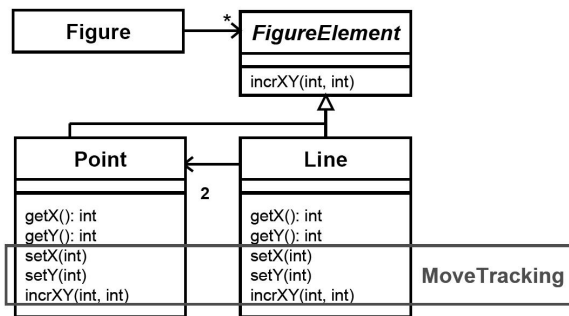 Figure
*
FigureElement
incrXY(int, int)
Point
2
Line
getX(): int
getY(): int
setX(int)
setY(int)
incrXY(int, int)
getX(): int
getY(): int
setX(int)
setY(int)
incrXY(int, int)
MoveTracking